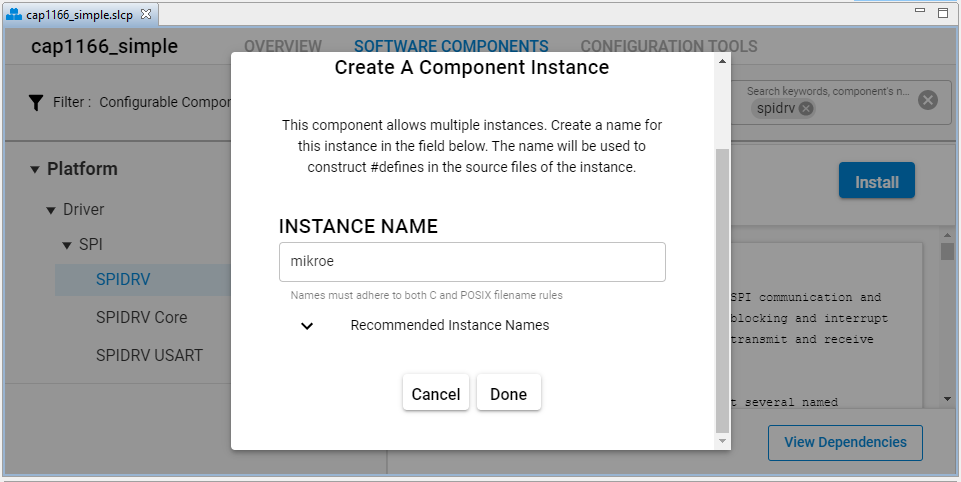 cap1166_simple.slcp
cap1166_simple
OVERVIEW
SOFTWARE COMPONENTS
CONFIGURATION TOOLS
Filter :
Configurable Compon
Search keywords, component's n...
spidrv
Platform
Driver
SPI
SPIDRV
SPIDRV Core
SPIDRV USART
Create A Component Instance
This component allows multiple instances. Create a name for
this instance in the field below. The name will be used to
construct #defines in the source files of the instance.
INSTANCE NAME
mikroe
Names must adhere to both C and POSIX filename rules
Recommended Instance Names
Cancel
Done
Install
SPI communication and
blocking and interrupt
transmit and receive
t several named
View Dependencies